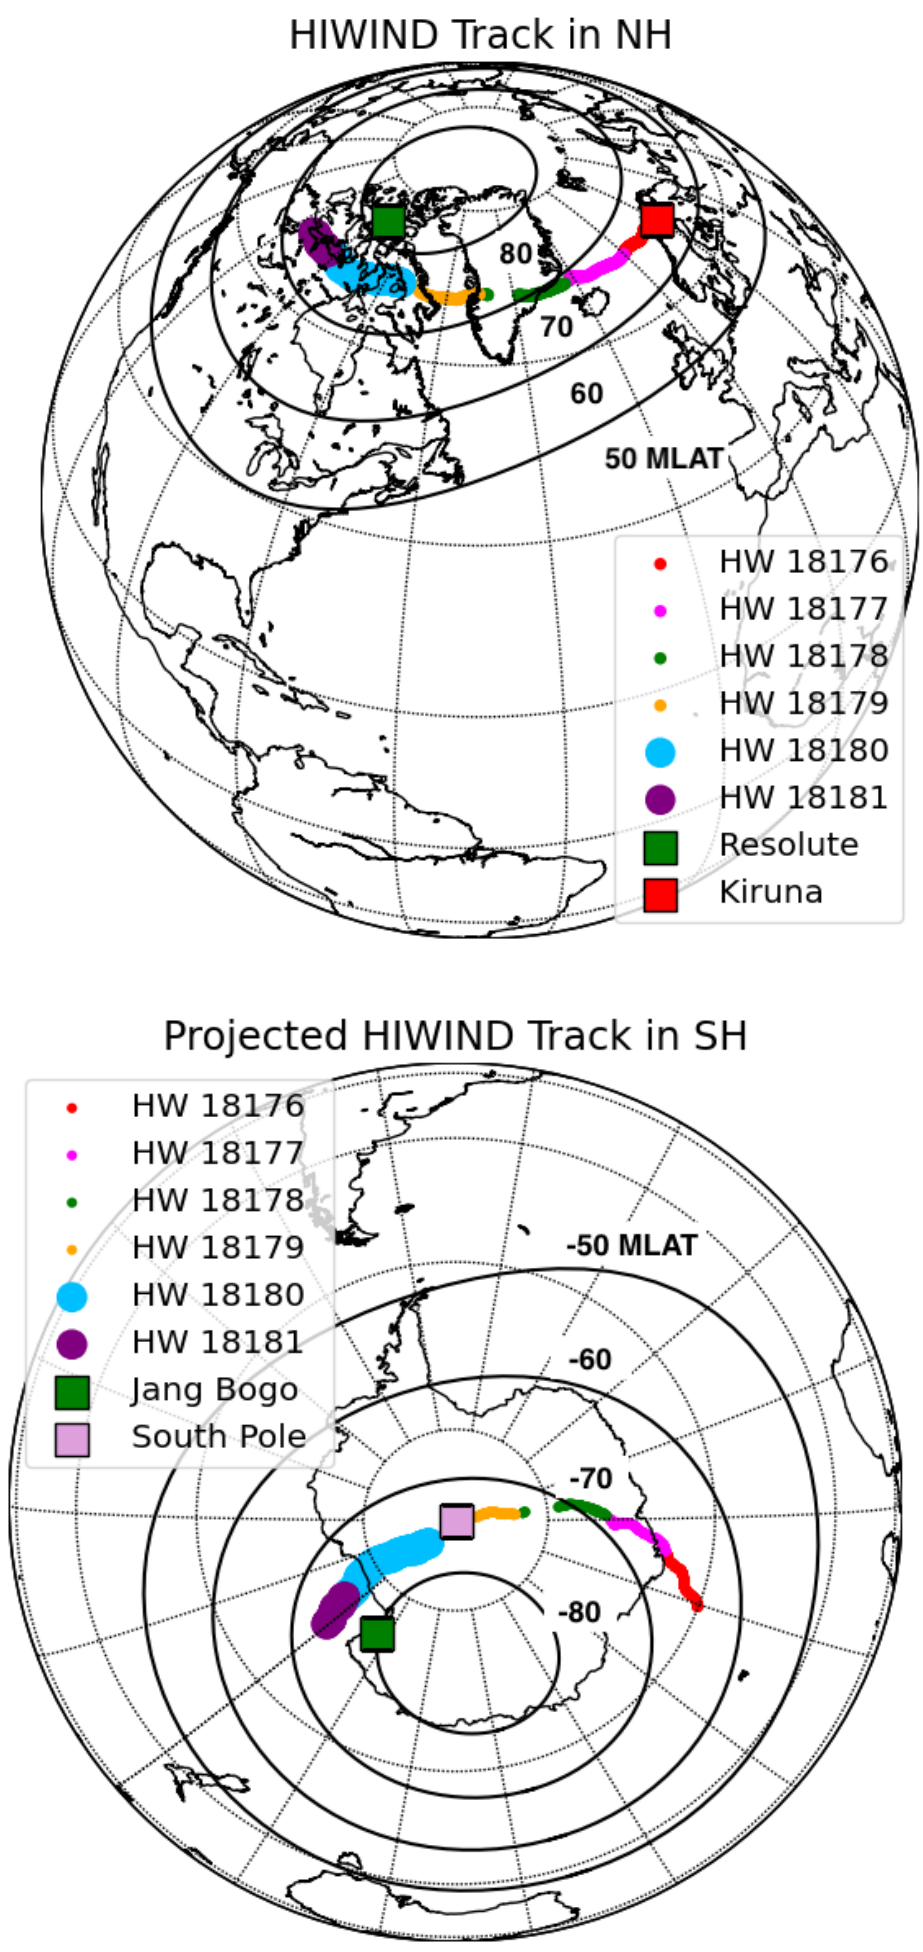 HIWIND Track in NH
80
70
60
50 MLAT
HW 18176
HW 18177
HW 18178
HW 18179
HW 18180
HW 18181
Resolute
Kiruna
Projected HIWIND Track in SH
HW 18176
HW 18177
HW 18178
HW 18179
HW 18180
HW 18181
Jang Bogo
South Pole
-50 MLAT
-60
-70
-80